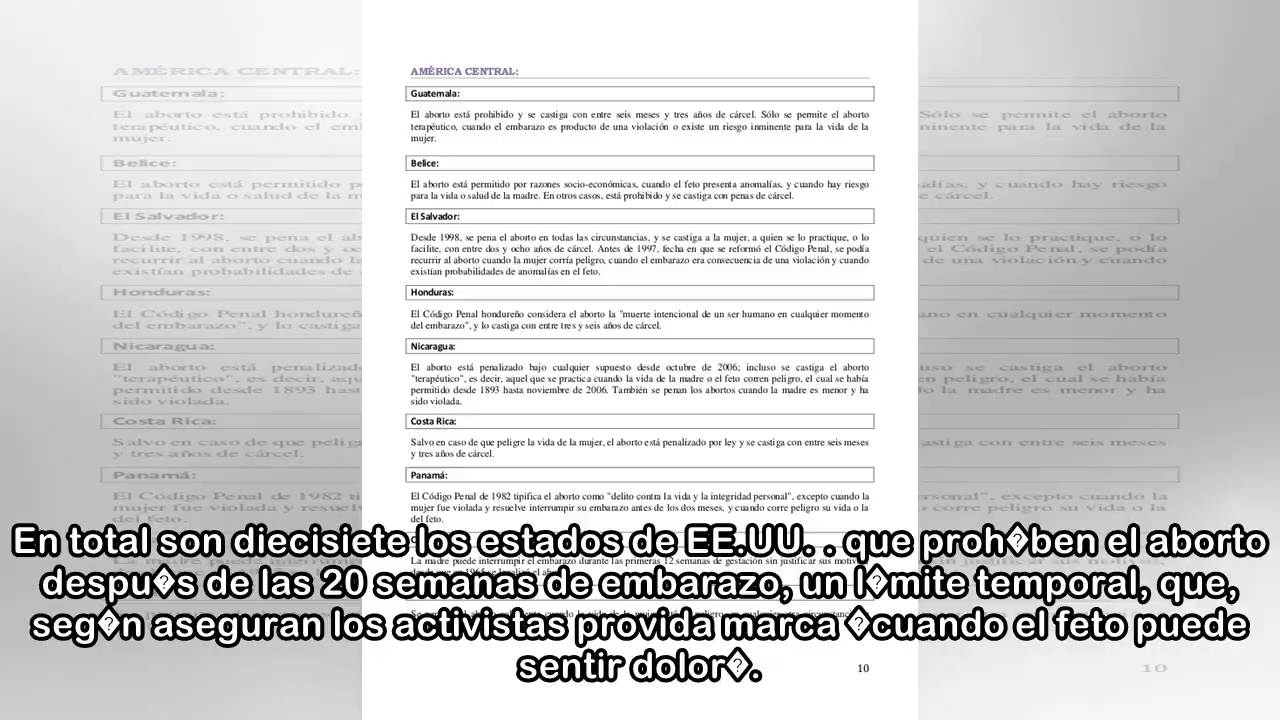 AMÉRICA CENTRAL:
Guatemala:
El aborto está prohibido y se castiga con entre seis meses y tres años de cárcel. Sólo se permite el aborto
terapéutico, cuando el embarazo es producto de una violación o existe un riesgo inminente para la vida de la
mujer.
Belice:
El aborto está permitido por razones socio-económicas, cuando el feto presenta anomalías, y cuando hay riesgo
para la vida o salud de la madre. En otros casos, está prohibido y se castiga con penas de cárcel.
El Salvador:
Desde 1998, se pena el aborto en todas las circunstancias, y se castiga a la mujer, a quien se lo practique, o lo
facilite, con entre dos y ocho años de cárcel. Antes de 1997, fecha en que se reformó el Código Penal, se podía
recurrir al aborto cuando la mujer corría peligro, cuando el embarazo era consecuencia de una violación y cuando
existían probabilidades de anomalías en el feto.
Honduras:
El Código Penal hondureño considera el aborto la "muerte intencional de un ser humano en cualquier momento
del embarazo", y lo castiga con entre tres y seis años de cárcel.
Nicaragua:
El aborto está penalizado bajo cualquier supuesto desde octubre de 2006; incluso se castiga el aborto
"terapéutico", es decir, aquel que se practica cuando la vida de la madre o el feto corren peligro, el cual se había
permitido desde 1893 hasta noviembre de 2006. También se penan los abortos cuando la madre es menor y ha
sido violada.
Costa Rica:
Salvo en caso de que peligre la vida de la mujer, el aborto está penalizado por ley y se castiga con entre seis meses
y tres años de cárcel.
Panamá:
El Código Penal de 1982 tipifica el aborto como "delito contra la vida y la integridad personal", excepto cuando la
mujer fue violada y resuelve interrumpir su embarazo antes de los dos meses, y cuando corre peligro su vida o la
del feto.
La madre puede interrumpir el embarazo durante las primeras 12 semanas de gestación sin justificar sus
En total son diecisiete los estados de EE.UU. . que proh�ben el aborto
despu�s de las 20 semanas de embarazo, un l�mite temporal, que,
seg�n aseguran los activistas provida marca �cuando el feto puede
sentir dolor�.
10